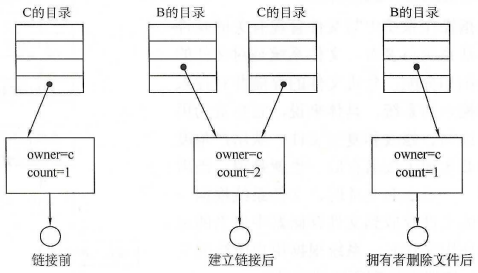 C的目录
B的目录
C的目录
B的目录
owner=c
count=1
owner=c
count=2
owner=c
count=1
链接前
建立链接后
拥有者删除文件后